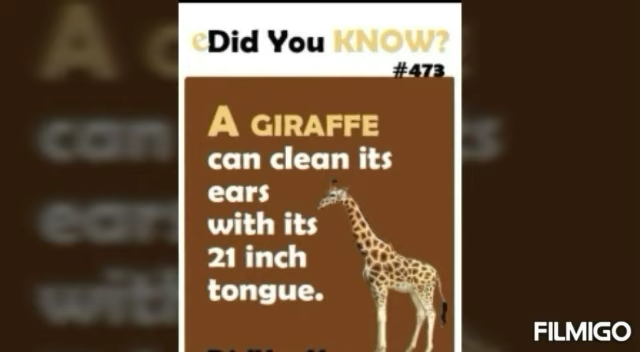 eDid You KNOW?
#473
A GIRAFFE
can clean its
ears
with its
21 inch
tongue.
FILMIGO